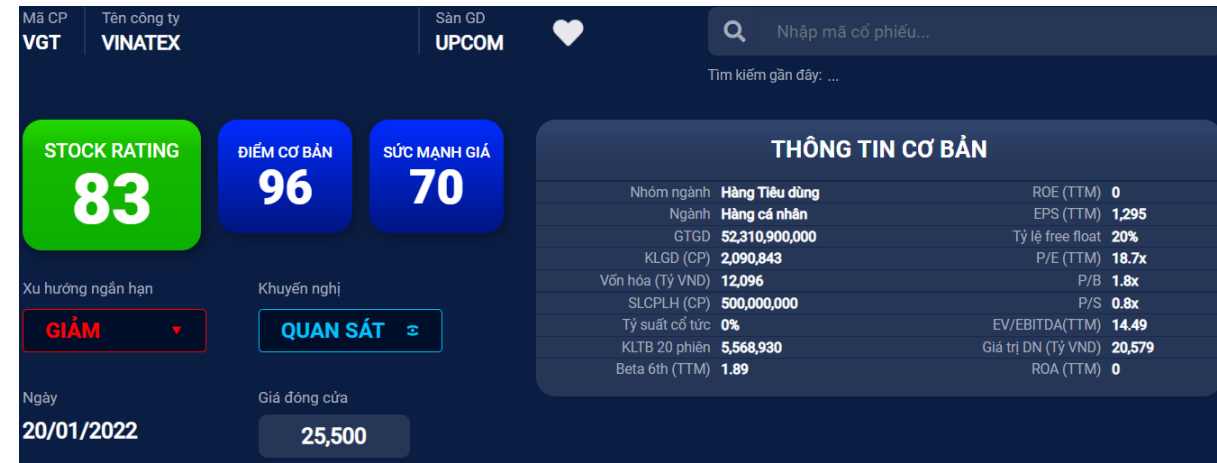 Mã CP Tên công ty Sàn GD
VGT VINATEX UPCOM
Nhập mã cổ phiếu...
Tìm kiếm gần đây: ...
STOCK RATING
83
ĐIỂM CƠ BẢN
96
SỨC MẠNH GIÁ
70
Xu hướng ngắn hạn Khuyến nghị
GIẢM QUAN SÁT
Ngày Giá đóng cửa
20/01/2022 25,500
THÔNG TIN CƠ BẢN
Nhóm ngành Hàng Tiêu dùng ROE (TTM) 0
Ngành Hàng cá nhân EPS (TTM) 1,295
GTGD 52,310,900,000 Tỷ lệ free float 20%
KLGD (CP) 2,090,843 P/E (TTM) 18.7x
Vốn hóa (Tỷ VND) 12,096 P/B 1.8x
SLCPLH (CP) 500,000,000 P/S 0.8x
Tỷ suất cổ tức 0% EV/EBITDA(TTM) 14.49
KLTB 20 phiên 5,568,930 Giá trị DN (Tỷ VND) 20,579
Beta 6th (TTM) 1.89 ROA (TTM) 0